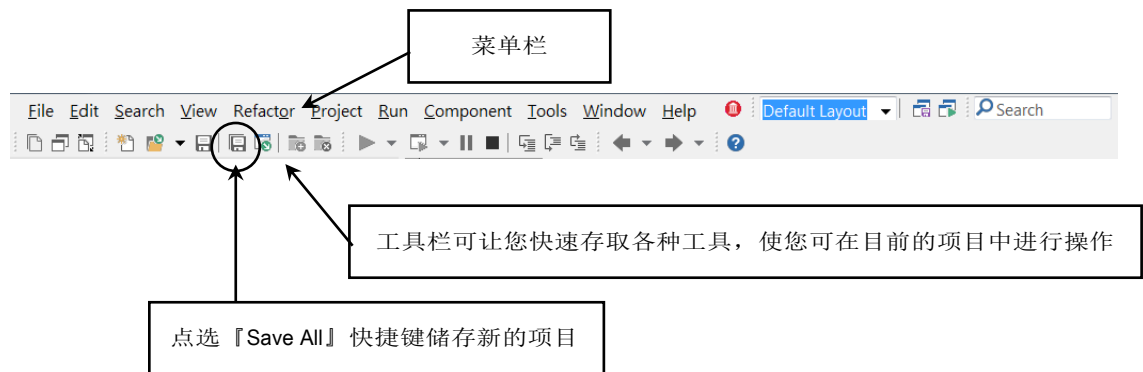 菜单栏
File Edit Search View Refactor Project Run Component Tools Window Help Default Layout Search
工具栏可让您快速存取各种工具，使您可在目前的项目中进行操作
点选『Save All』快捷键储存新的项目